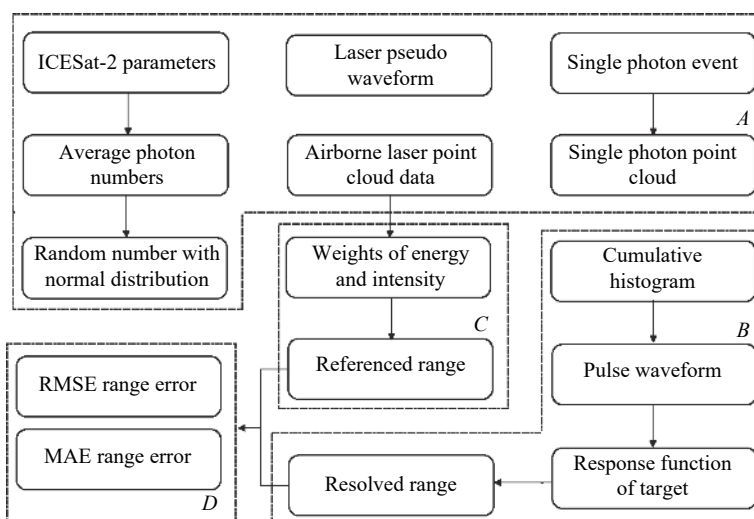 ICESat-2 parameters
Laser pseudo
waveform
Single photon event
A
Average photon
numbers
Airborne laser point
cloud data
Single photon point
cloud
Random number with
normal distribution
Weights of energy
and intensity
Cumulative
histogram
C
B
RMSE range error
Referenced range
Pulse waveform
MAE range error
D
Resolved range
Response function
of target